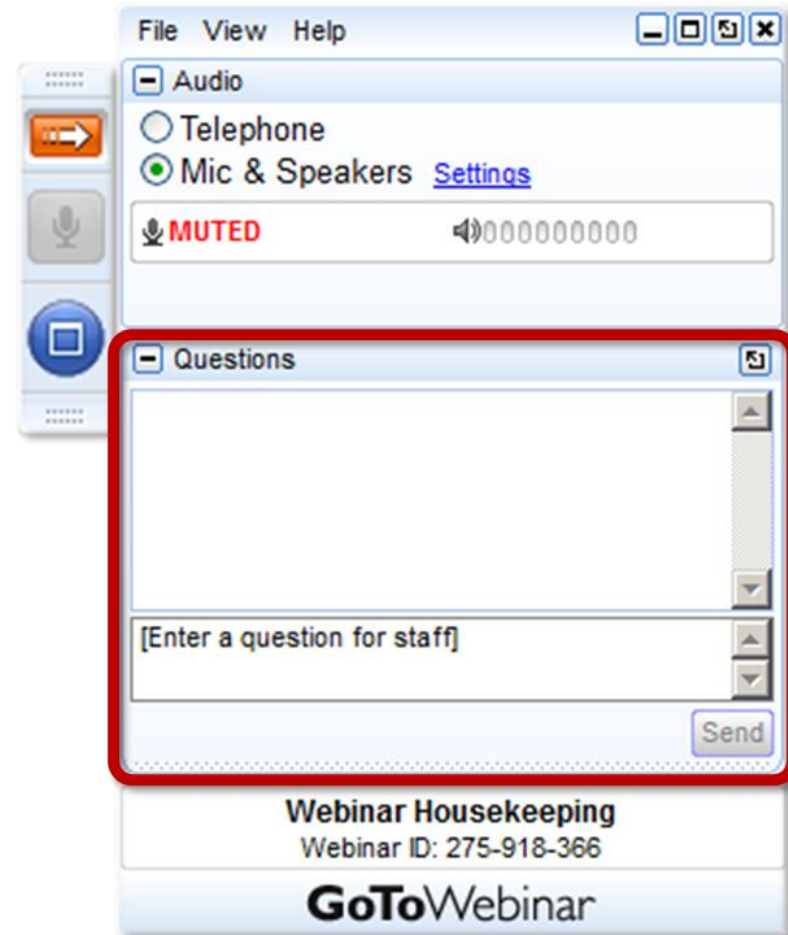 File View Help
Audio
Telephone
Mic & Speakers Settings
MUTED
Questions
[Enter a question for staff]
Send
Webinar Housekeeping
Webinar ID: 275-918-366
GoToWebinar